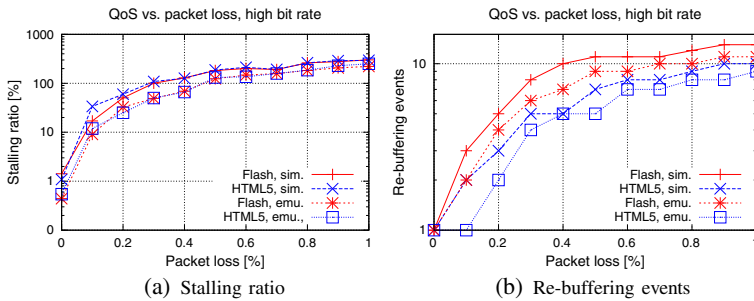 QoS vs. packet loss, high bit rate
Stalling ratio [%]
1000
100
10
1
0
Flash, sim.
HTML5, sim.
Flash, emu.
HTML5, emu.,
0
0.2
0.4
0.6
0.8
1
Packet loss [%]
(a) Stalling ratio
QoS vs. packet loss, high bit rate
Re-buffering events
10
1
Flash, sim.
HTML5, sim.
Flash, emu.
HTML5, emu.
0
0.2
0.4
0.6
0.8
1
Packet loss [%]
(b) Re-buffering events